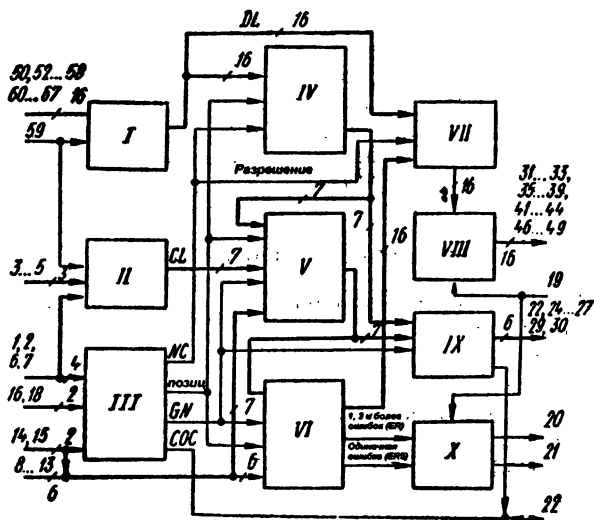 DL 16
50, 52...58
60...67 16
59
I
16
IV
VII
Разрешение
7
7
16
16
31...33,
35...39,
41...44
46...49
16
VIII
3...5 3
II
CL 7
V
19
22, 24...27
29, 30
6
IX
7
1, 2,
6, 7
4
16, 18 2
14, 15 2
8...13
6
III
NC
позиц
GN
COC
7
6
VI
1, 2 и более
ошибок (ER)
Одиночная
ошибка (ERS)
X
20
21
22